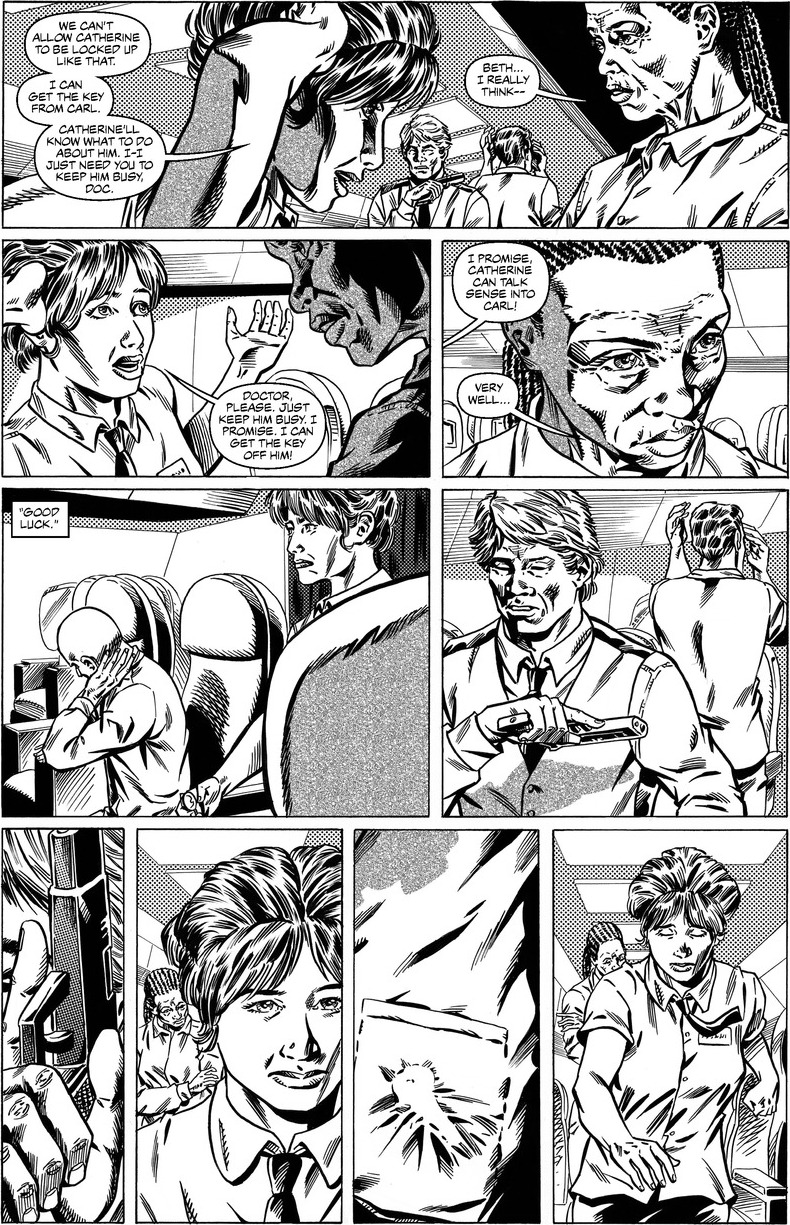 WE CAN'T
ALLOW CATHERINE
TO BE LOCKED UP
LIKE THAT.
I CAN
GET THE KEY
FROM CARL.
CATHERINE'LL
KNOW WHAT TO DO
ABOUT HIM. I-I
JUST NEED YOU TO
KEEP HIM BUSY,
DOC.
BETH...
I REALLY
THINK--
DOCTOR,
PLEASE. JUST
KEEP HIM BUSY. I
PROMISE. I CAN
GET THE KEY
OFF HIM!
I PROMISE,
CATHERINE
CAN TALK
SENSE INTO
CARL!
VERY
WELL...
"GOOD
LUCK."